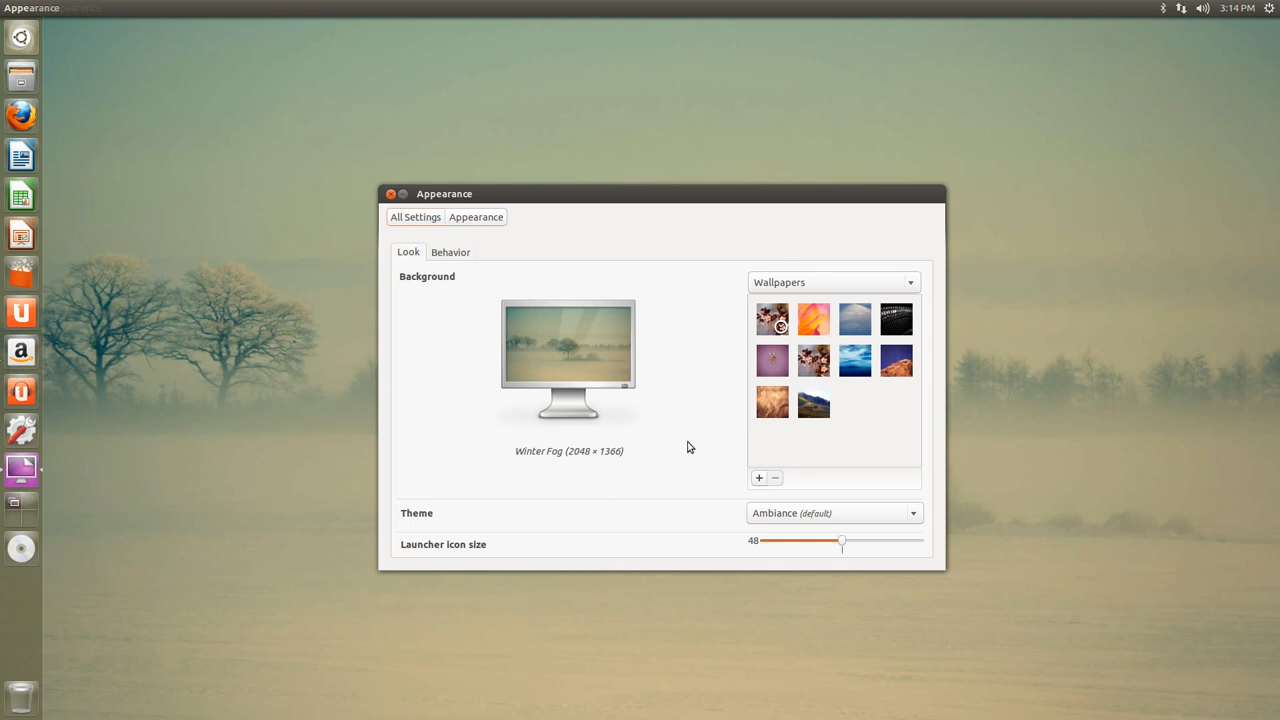 Appearance
3:14 PM
Appearance
All Settings Appearance
Look Behavior
Background
Wallpapers
Winter Fog (2048 × 1366)
Theme
Ambiance (default)
Launcher icon size
48